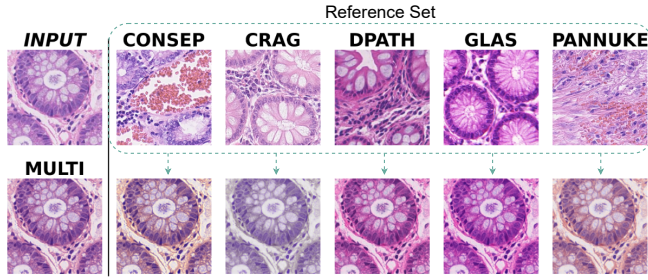 Reference Set
INPUT CONSEP CRAG DPATH GLAS PANNUKE
MULTI